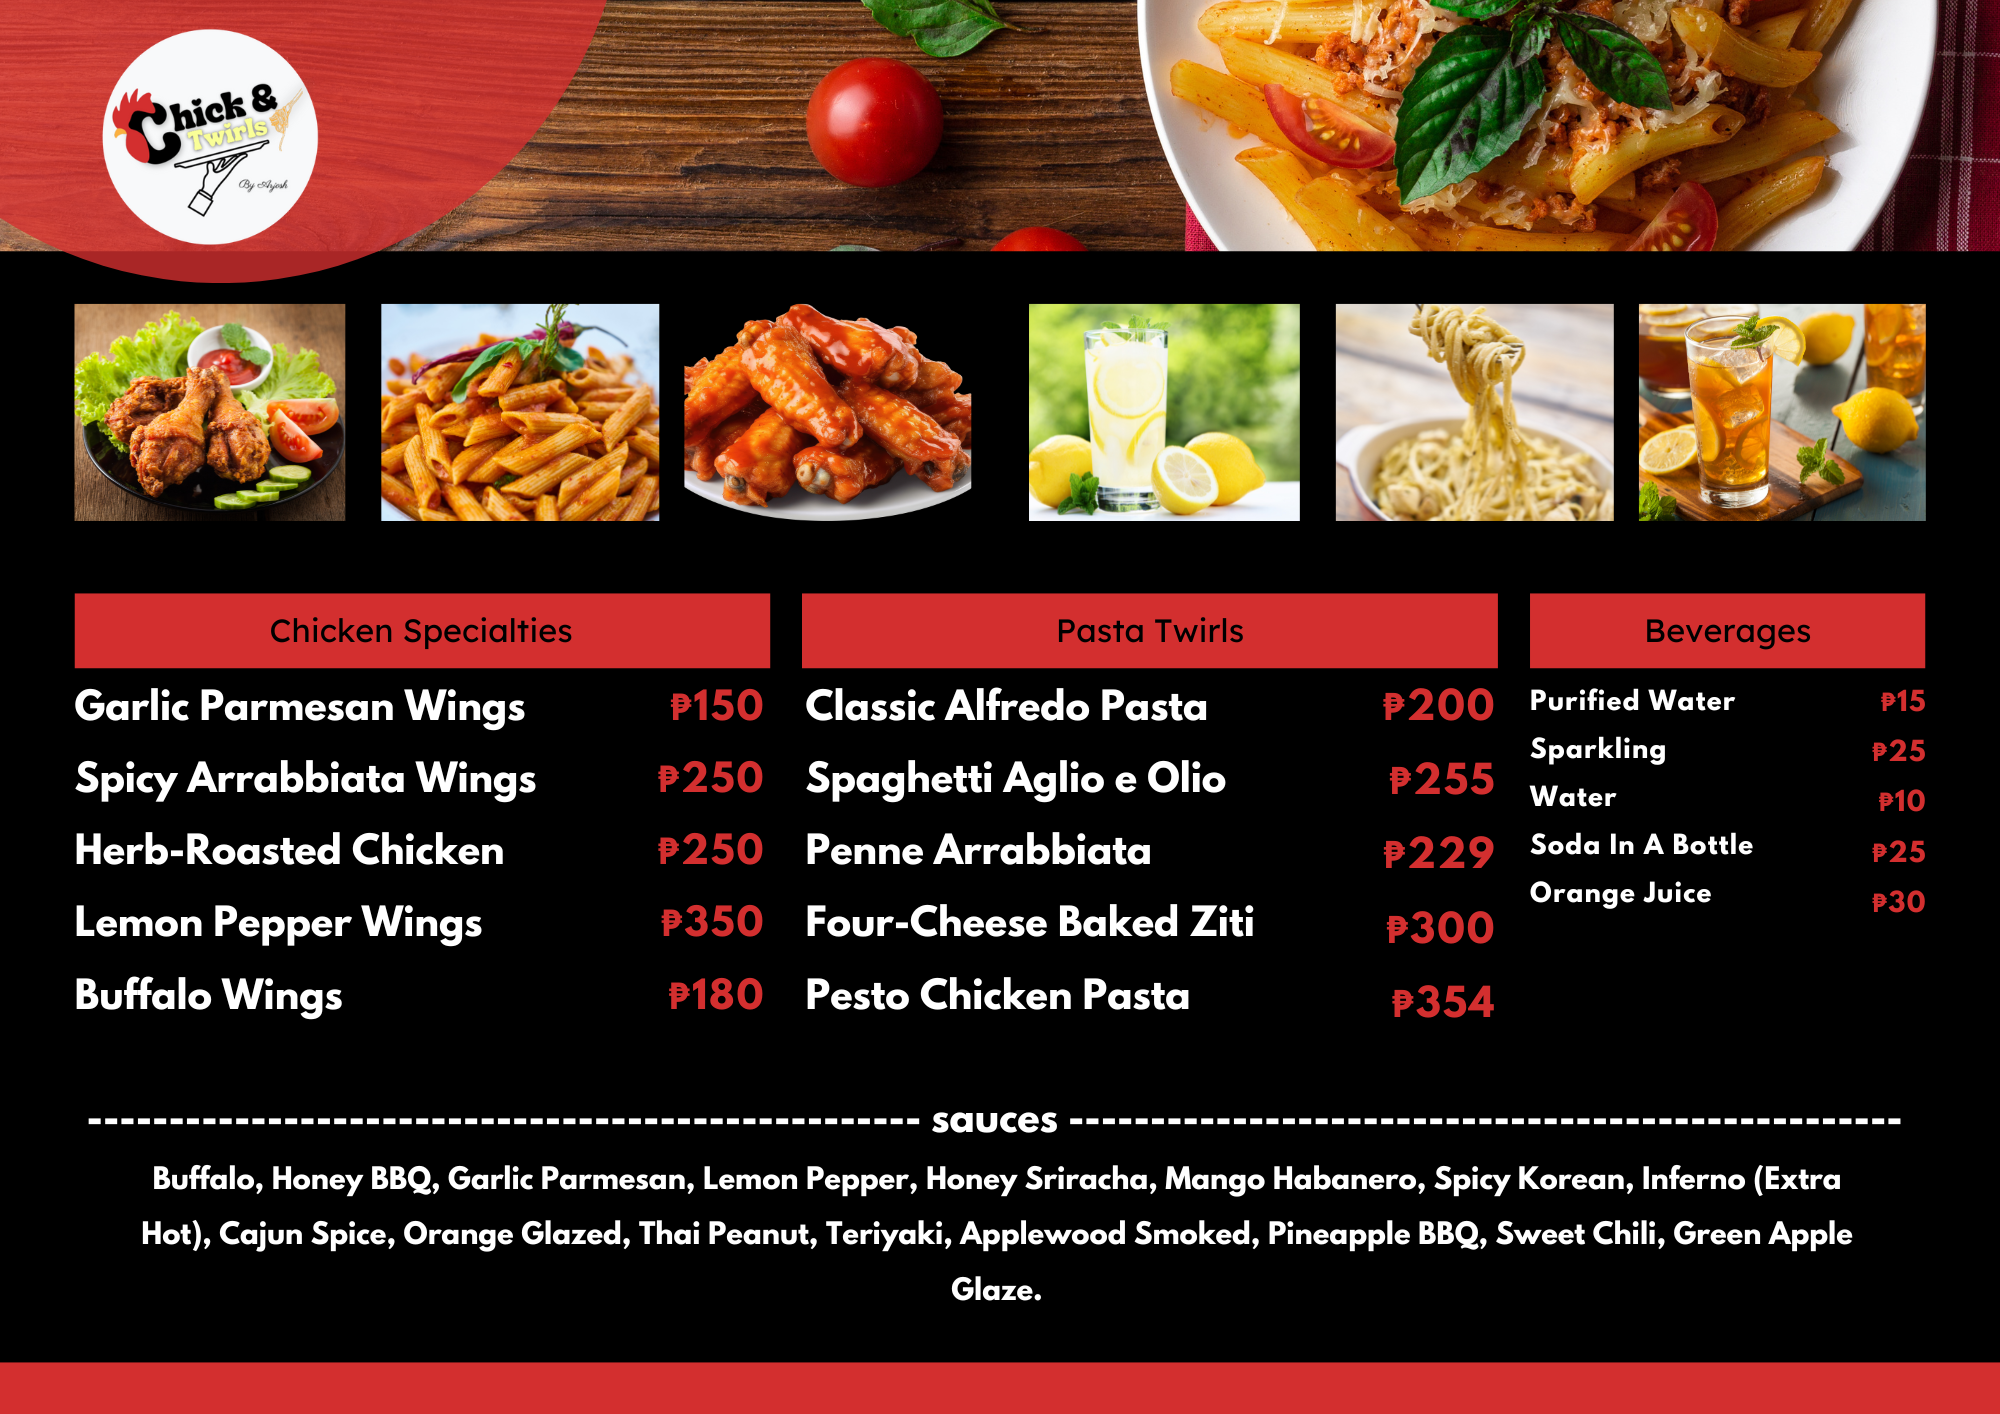 Chick &
Twirls
By Arjesh
Chicken Specialties
Garlic Parmesan Wings ₱150
Spicy Arrabbiata Wings ₱250
Herb-Roasted Chicken ₱250
Lemon Pepper Wings ₱350
Buffalo Wings ₱180
Pasta Twirls
Classic Alfredo Pasta ₱200
Spaghetti Aglio e Olio ₱255
Penne Arrabbiata ₱229
Four-Cheese Baked Ziti ₱300
Pesto Chicken Pasta ₱354
Beverages
Purified Water ₱15
Sparkling ₱25
Water ₱10
Soda In A Bottle ₱25
Orange Juice ₱30
sauces
Buffalo, Honey BBQ, Garlic Parmesan, Lemon Pepper, Honey Sriracha, Mango Habanero, Spicy Korean, Inferno (Extra
Hot), Cajun Spice, Orange Glazed, Thai Peanut, Teriyaki, Applewood Smoked, Pineapple BBQ, Sweet Chili, Green Apple
Glaze.